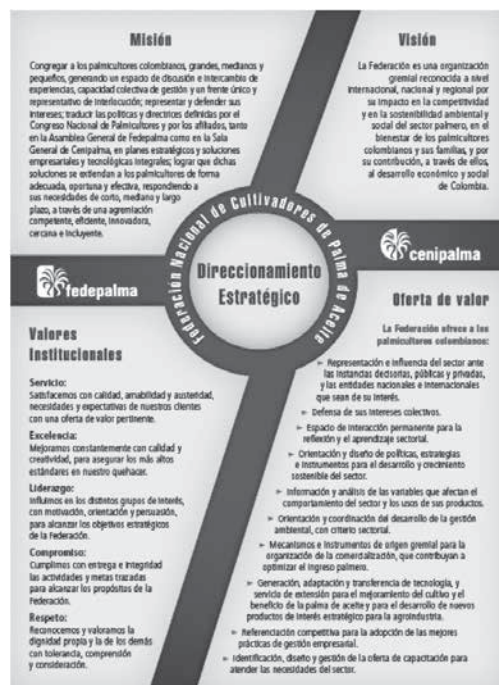 Misión
Congregar a los palmicultores colombianos, grandes, medianos y
pequeños, generando un espacio de discusión e intercambio de
experiencias, capacidad colectiva de gestión y un frente único y
representativo de interlocución; representar y defender sus
intereses; traducir las políticas y directrices definidas por el
Congreso Nacional de Palmicultores y por los afiliados, tanto
en la Asamblea General de Fedepalma como en la Sala
General de Cenipalma, en planes estratégicos y soluciones
empresariales y tecnológicas integrales; lograr que dichas
soluciones se extiendan a los palmicultores de forma
adecuada, oportuna y efectiva, respondiendo a
sus necesidades de corto, mediano y largo
plazo, a través de una agremiación
competente, eficiente, innovadora,
cercana e incluyente.
Visión
La Federación es una organización
gremial reconocida a nivel
internacional, nacional y regional por
su impacto en la competitividad
y en la sostenibilidad ambiental y
social del sector palmero, en el
bienestar de los palmicultores
colombianos y sus familias, y por
su contribución, a través de ellos,
al desarrollo económico y social
de Colombia.
Federación Nacional de Cultivadores de Palma de Aceite
Direccionamiento
Estratégico
fedepalma
cenipalma
Valores
Institucionales
Servicio:
Satisfacemos con calidad, amabilidad y austeridad,
necesidades y expectativas de nuestros clientes
con una oferta de valor pertinente.
Excelencia:
Mejoramos constantemente con calidad y
creatividad, para asegurar los más altos
estándares en nuestro quehacer.
Liderazgo:
Influimos en los distintos grupos de interés,
con motivación, orientación y persuasión,
para alcanzar los objetivos estratégicos
de la Federación.
Compromiso:
Cumplimos con entrega e integridad
las actividades y metas trazadas
para alcanzar los propósitos de la
Federación.
Respeto:
Reconocemos y valoramos la
dignidad propia y la de los demás
con tolerancia, comprensión
y consideración.
Oferta de valor
La Federación ofrece a los
palmicultores colombianos:
► Representación e influencia del sector ante
las instancias decisorias, públicas y privadas,
y las entidades nacionales e internacionales
que sean de su interés.
► Defensa de sus intereses colectivos.
► Espacio de interacción permanente para la
reflexión y el aprendizaje sectorial.
► Orientación y diseño de políticas, estrategias
e instrumentos para el desarrollo y crecimiento
sostenible del sector.
► Información y análisis de las variables que afectan el
comportamiento del sector y los usos de sus productos.
► Orientación y coordinación del desarrollo de la gestión
ambiental, con criterio sectorial.
► Mecanismos e instrumentos de origen gremial para la
organización de la comercialización, que contribuyan a
optimizar el ingreso palmero.
► Generación, adaptación y transferencia de tecnología, y
servicio de extensión para el mejoramiento del cultivo y el
beneficio de la palma de aceite y para el desarrollo de nuevos
productos de interés estratégico para la agroindustria.
► Referenciación competitiva para la adopción de las mejores
prácticas de gestión empresarial.
► Identificación, diseño y gestión de la oferta de capacitación para
atender las necesidades del sector.